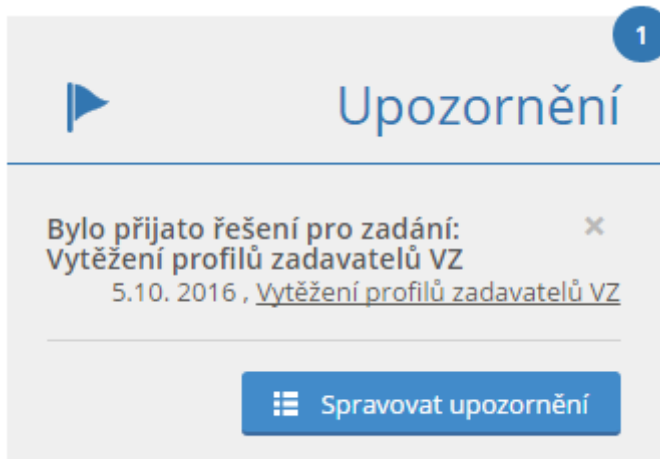 1
Upozornění
Bylo přijato řešení pro zadání:
Vytěžení profilů zadavatelů VZ
5.10. 2016 , Vytěžení profilů zadavatelů VZ
Spravovat upozornění